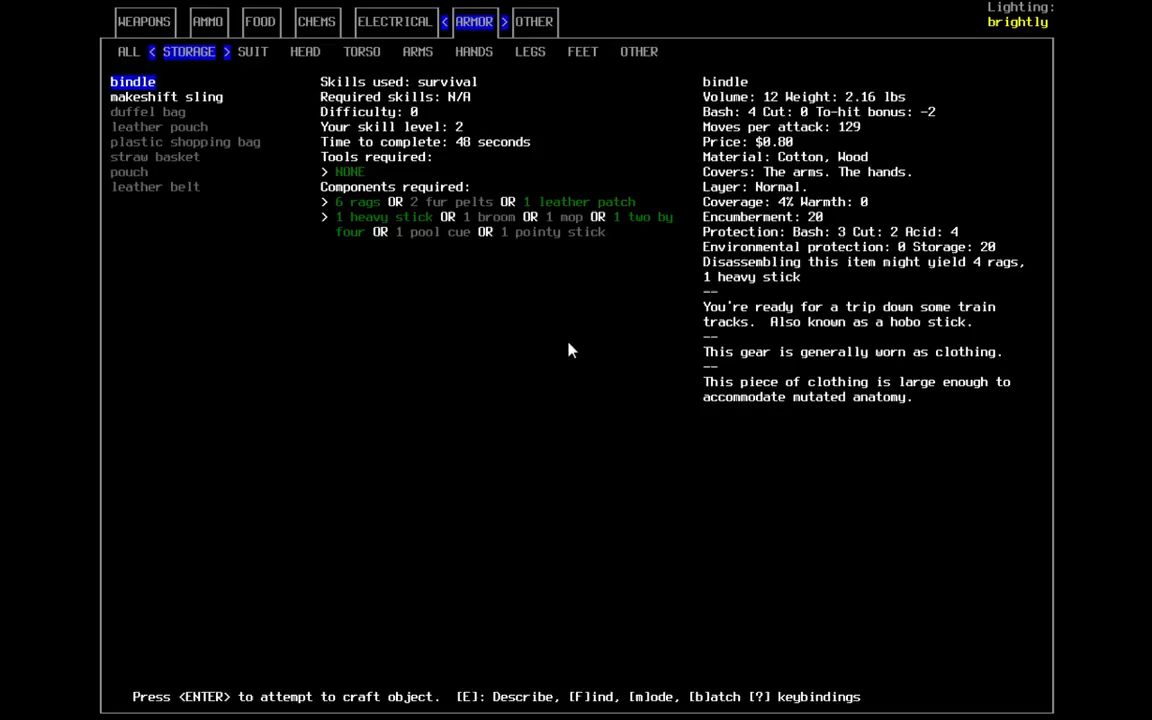 Lighting:
brightly
WEAPONS AMMO FOOD CHEMS ELECTRICAL < ARMOR > OTHER
ALL < STORAGE > SUIT HEAD TORSO ARMS HANDS LEGS FEET OTHER
bindle
makeshift sling
duffel bag
leather pouch
plastic shopping bag
straw basket
pouch
leather belt
Skills used: survival
Required skills: N/A
Difficulty: 0
Your skill level: 2
Time to complete: 48 seconds
Tools required:
> NONE
Components required:
> 6 rags OR 2 fur pelts OR 1 leather patch
> 1 heavy stick OR 1 broom OR 1 mop OR 1 two by
four OR 1 pool cue OR 1 pointy stick
bindle
Volume: 12 Weight: 2.16 lbs
Bash: 4 Cut: 0 To-hit bonus: -2
Moves per attack: 129
Price: $0.80
Material: Cotton, Wood
Covers: The arms. The hands.
Layer: Normal.
Coverage: 4% Warmth: 0
Encumberment: 20
Protection: Bash: 3 Cut: 2 Acid: 4
Environmental protection: 0 Storage: 20
Disassembling this item might yield 4 rags,
1 heavy stick
--
You're ready for a trip down some train
tracks.  Also known as a hobo stick.
--
This gear is generally worn as clothing.
--
This piece of clothing is large enough to
accommodate mutated anatomy.
Press <ENTER> to attempt to craft object.  [E]: Describe, [F]ind, [m]ode, [b]atch [?] keybindings